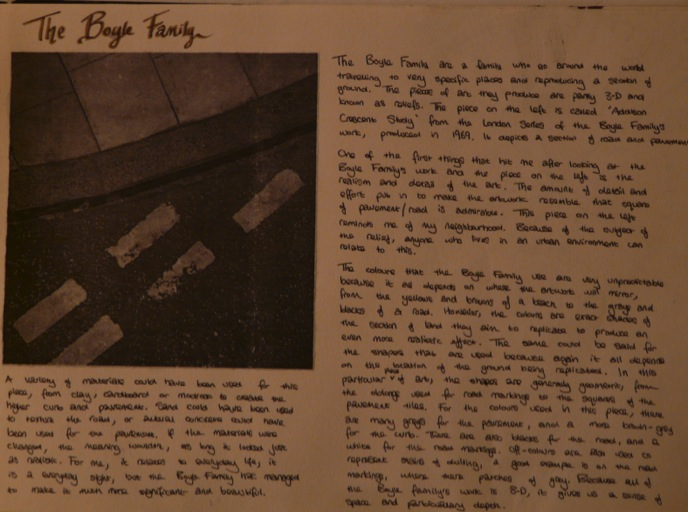 The Boyle Family
The Boyle Family are a family who go around the world
travelling to very specific places and reproducing a section of
ground. The pieces of art they produce are partly 3-D and
known as reliefs. The piece on the left is called 'Addison
Crescent Study' from the London Series of the Boyle Family's
work, produced in 1969. It depicts a section of road and pavement
One of the first things that hit me after looking at the
Boyle Family's work and the piece on the left is the
realism and detail of the art. The amount of detail and
effort put in to make the artwork resemble that square
of pavement/road is admirable. This piece on the left
reminds me of my neighbourhood. Because of the subject of
the relief, anyone who lives in an urban environment can
relate to this.
The colours that the Boyle Family use are very unpredictable
because it all depends on where the artwork will mirror,
from the yellows and browns of a beach to the greys and
blacks of a road. However, the colours are exact shades of
the section of land they aim to replicate to produce an
even more realistic effect. The same could be said for
the shapes that are used because again it all depends
on the location of the ground being replicated. In this
particular piece of art, the shapes are generally geometric, from
the oblongs used for road markings to the squares of the
pavement tiles. For the colours used in this piece, there
are many greys for the pavement, and a more brown-grey
for the curb. There are also blacks for the road, and a
white for the road markings. Off-colours are also used to
represent of dulling, a good example is on the road
markings, where there patches of grey. Because all of
the Boyle family's work is 3-D, it gives us a sense of
space and particularly depth.
A variety of materials could have been used for this
piece, from clay, cardboard or to create the
higher curb and pavements. Sand could have been used
to texture the road, or actual concrete could have
been used for the pavement. If the materials were
changed, the meaning wouldn't, as long it looked just
as realistic. For me, it relates to everyday life, it
is a everyday sight, but the Boyle Family has managed
to make it much more significant and beautiful.